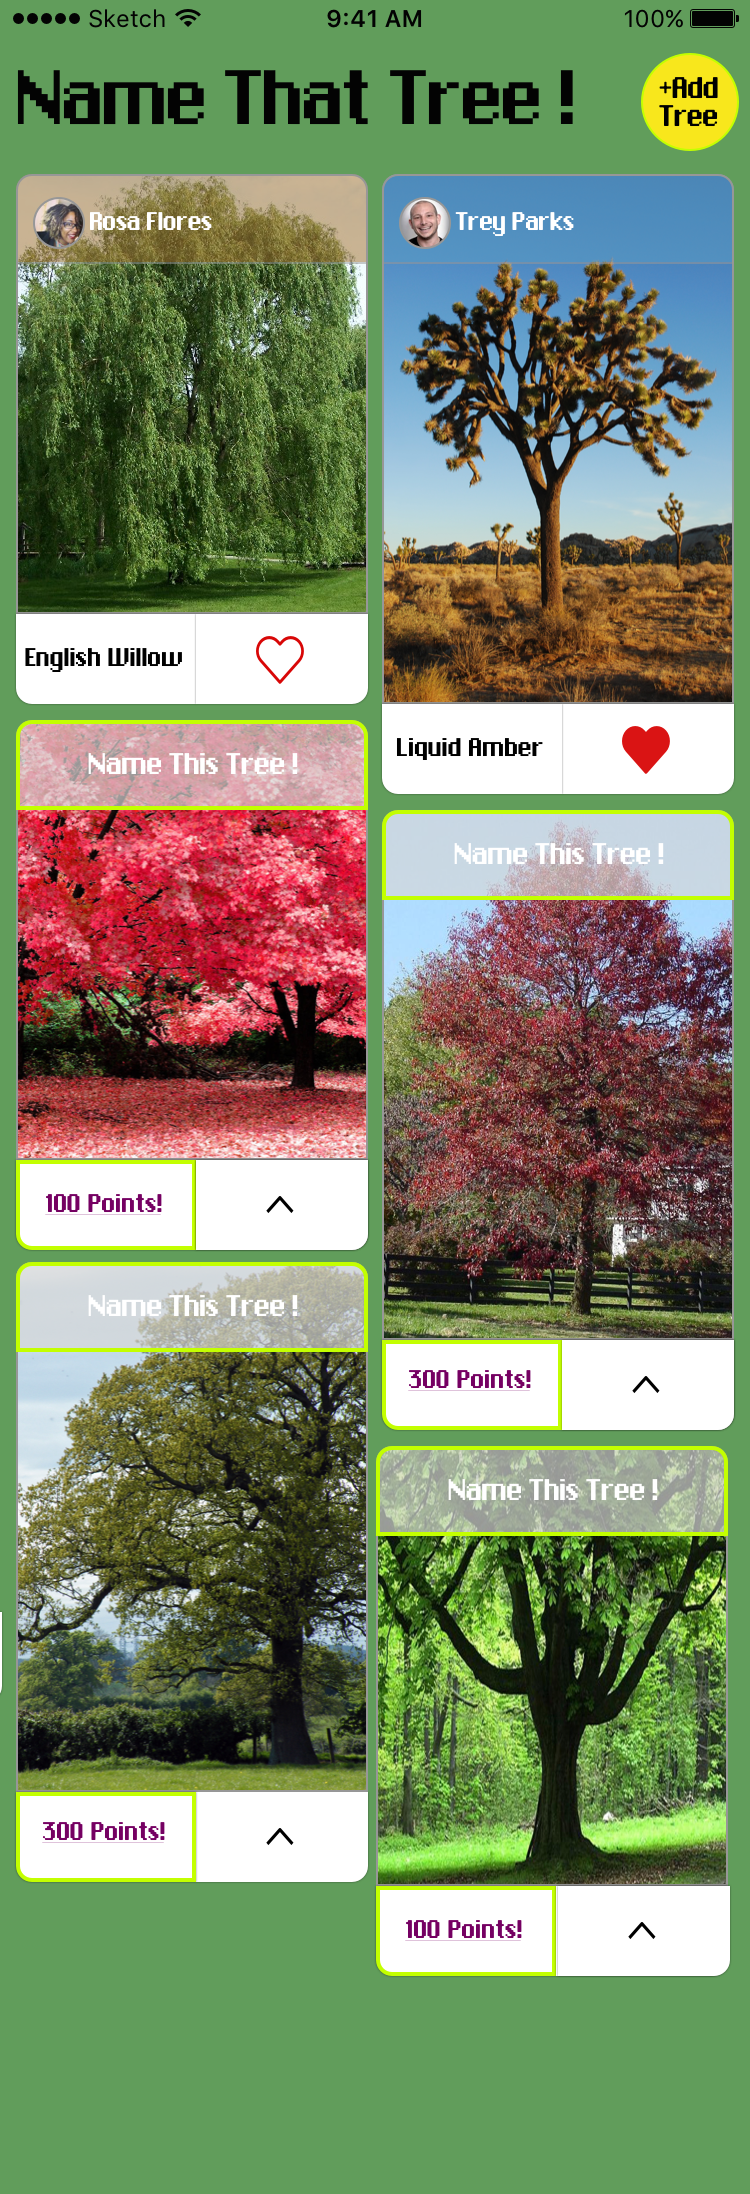 Sketch 9:41 AM 100%
Name That Tree !
+Add
Tree
Rosa Flores
Trey Parks
English Willow
Liquid Amber
Name This Tree !
Name This Tree !
100 Points!
Name This Tree !
300 Points!
Name This Tree !
300 Points!
100 Points!